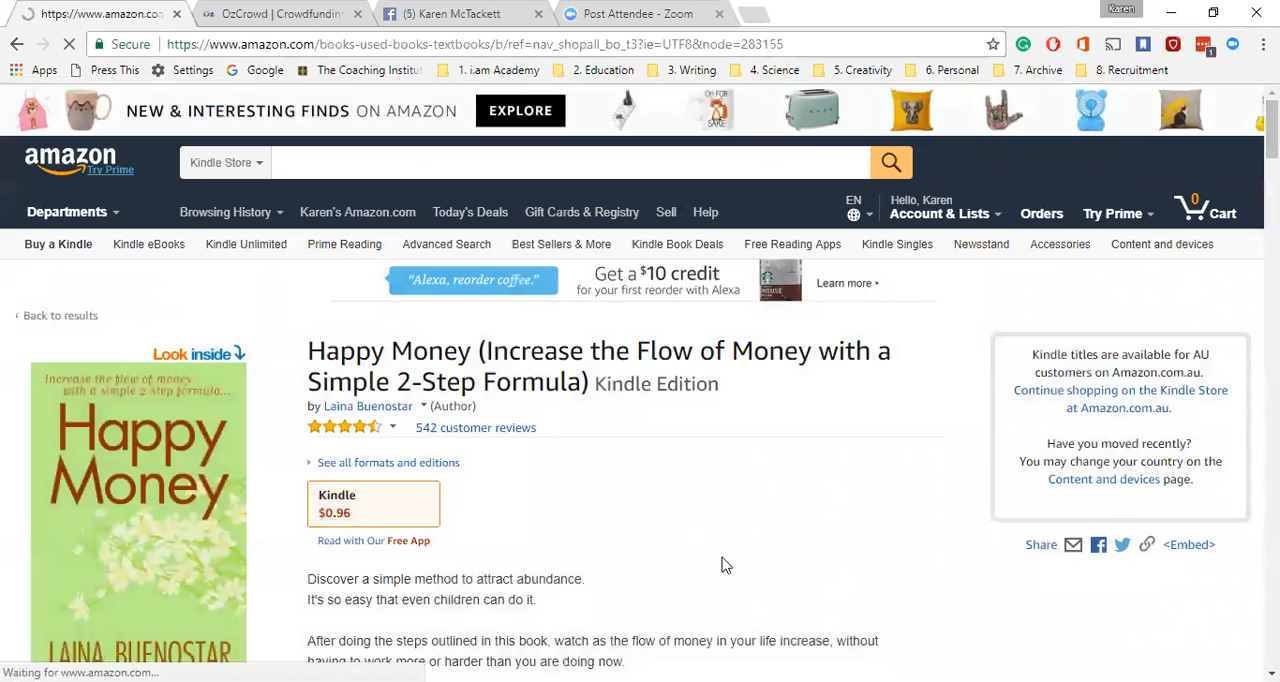 https://www.amazon.co
OzCrowd | Crowdfundin
(5) Karen McTackett
Post Attendee - Zoom
Karen
Secure
https://www.amazon.com/books-used-books-textbooks/b/ref=nav_shopall_bo_t3?ie=UTF8&node=283155
1
Apps Press This Settings Google The Coaching Institut 1. i.am Academy 2. Education 3. Writing 4. Science 5. Creativity 6. Personal 7. Archive 8. Recruitment
NEW & INTERESTING FINDS ON AMAZON EXPLORE
amazon
Try Prime
Kindle Store
Departments
Browsing History Karen's Amazon.com Today's Deals Gift Cards & Registry Sell Help
EN
Hello, Karen
Account & Lists
Orders
Try Prime
0
Cart
Buy a Kindle Kindle eBooks Kindle Unlimited Prime Reading Advanced Search Best Sellers & More Kindle Book Deals Free Reading Apps Kindle Singles Newsstand Accessories Content and devices
"Alexa, reorder coffee."
Get a $10 credit
for your first reorder with Alexa
Learn more
‹ Back to results
Look inside
Increase the flow of money
with a simple 2-step formula...
Happy
Money
LAINA BUENOSTAR
Happy Money (Increase the Flow of Money with a
Simple 2-Step Formula) Kindle Edition
by Laina Buenostar (Author)
542 customer reviews
See all formats and editions
Kindle
$0.96
Read with Our Free App
Discover a simple method to attract abundance.
It's so easy that even children can do it.
After doing the steps outlined in this book, watch as the flow of money in your life increase, without
having to work more or harder than you are doing now.
Kindle titles are available for AU
customers on Amazon.com.au.
Continue shopping on the Kindle Store
at Amazon.com.au.
Have you moved recently?
You may change your country on the
Content and devices page.
Share <Embed>
Waiting for www.amazon.com...